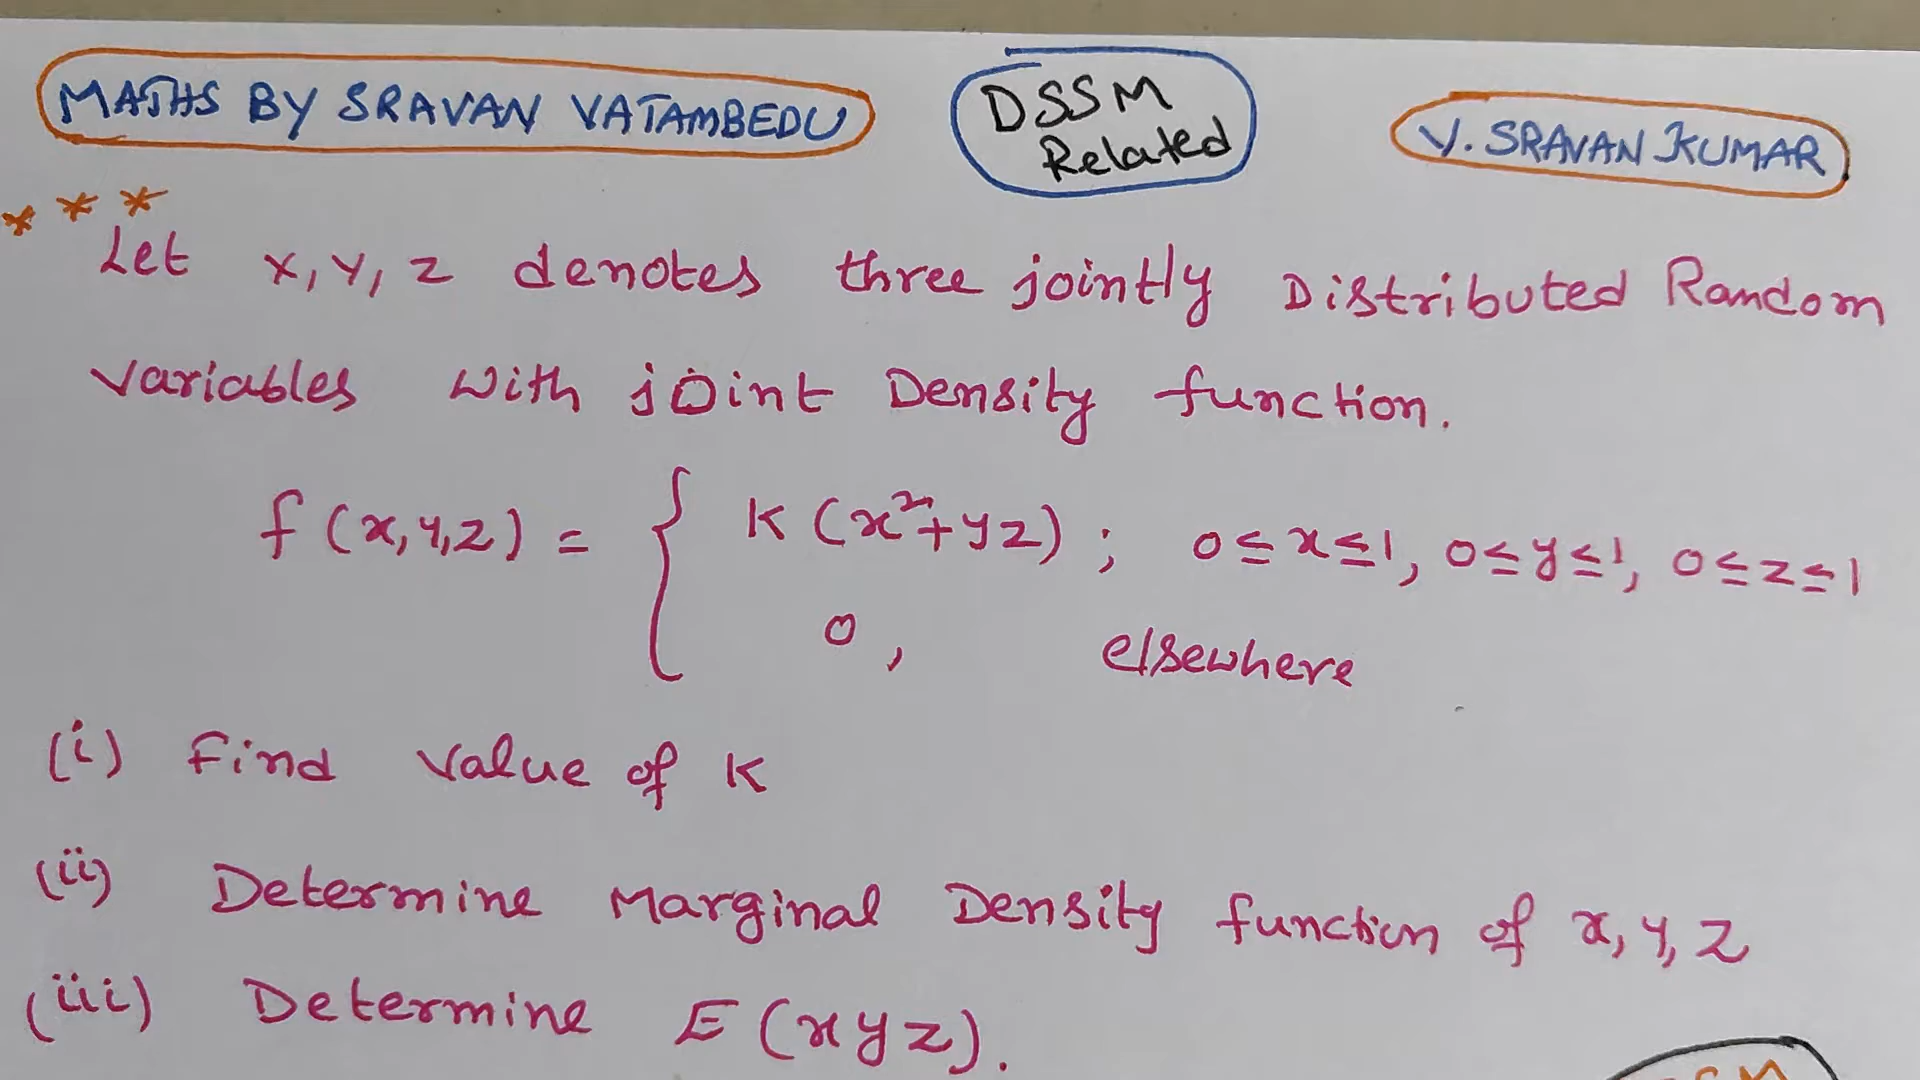 MATHS BY SRAVAN VATAMBEDU
DSSM
Related
V. SRAVAN KUMAR
***
Let x, y, z denotes three jointly Distributed Random
variables with joint Density function.
f(x, y, z) = { K(x²+yz); 0≤x≤1, 0≤y≤1, 0≤z≤1
0, elsewhere
(i) Find value of K
(ii) Determine Marginal Density function of x, y, z
(iii) Determine E(xyz).